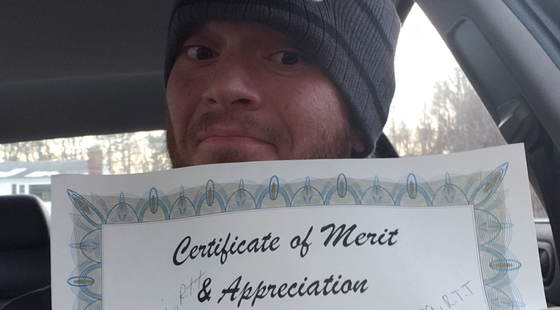 Certificate of Merit
& Appreciation
R.T.T